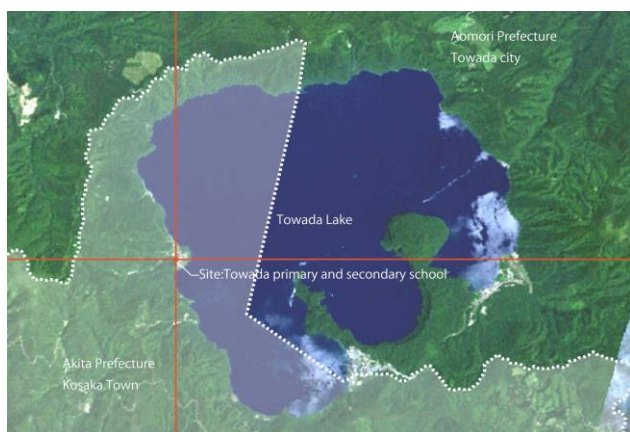 Aomori Prefecture
Towada city
Towada Lake
Site:Towada primary and secondary school
Akita Prefecture
Kosaka Town